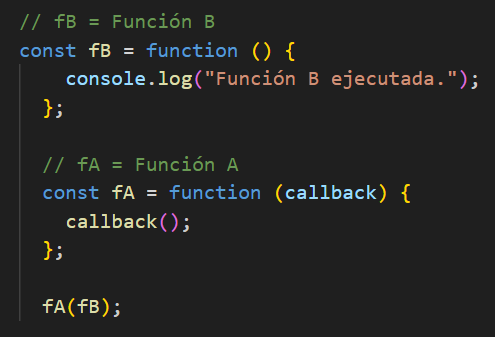 // fB = Función B
const fB = function () {
    console.log("Función B ejecutada.");
  };

  // fA = Función A
  const fA = function (callback) {
    callback();
  };

  fA(fB);